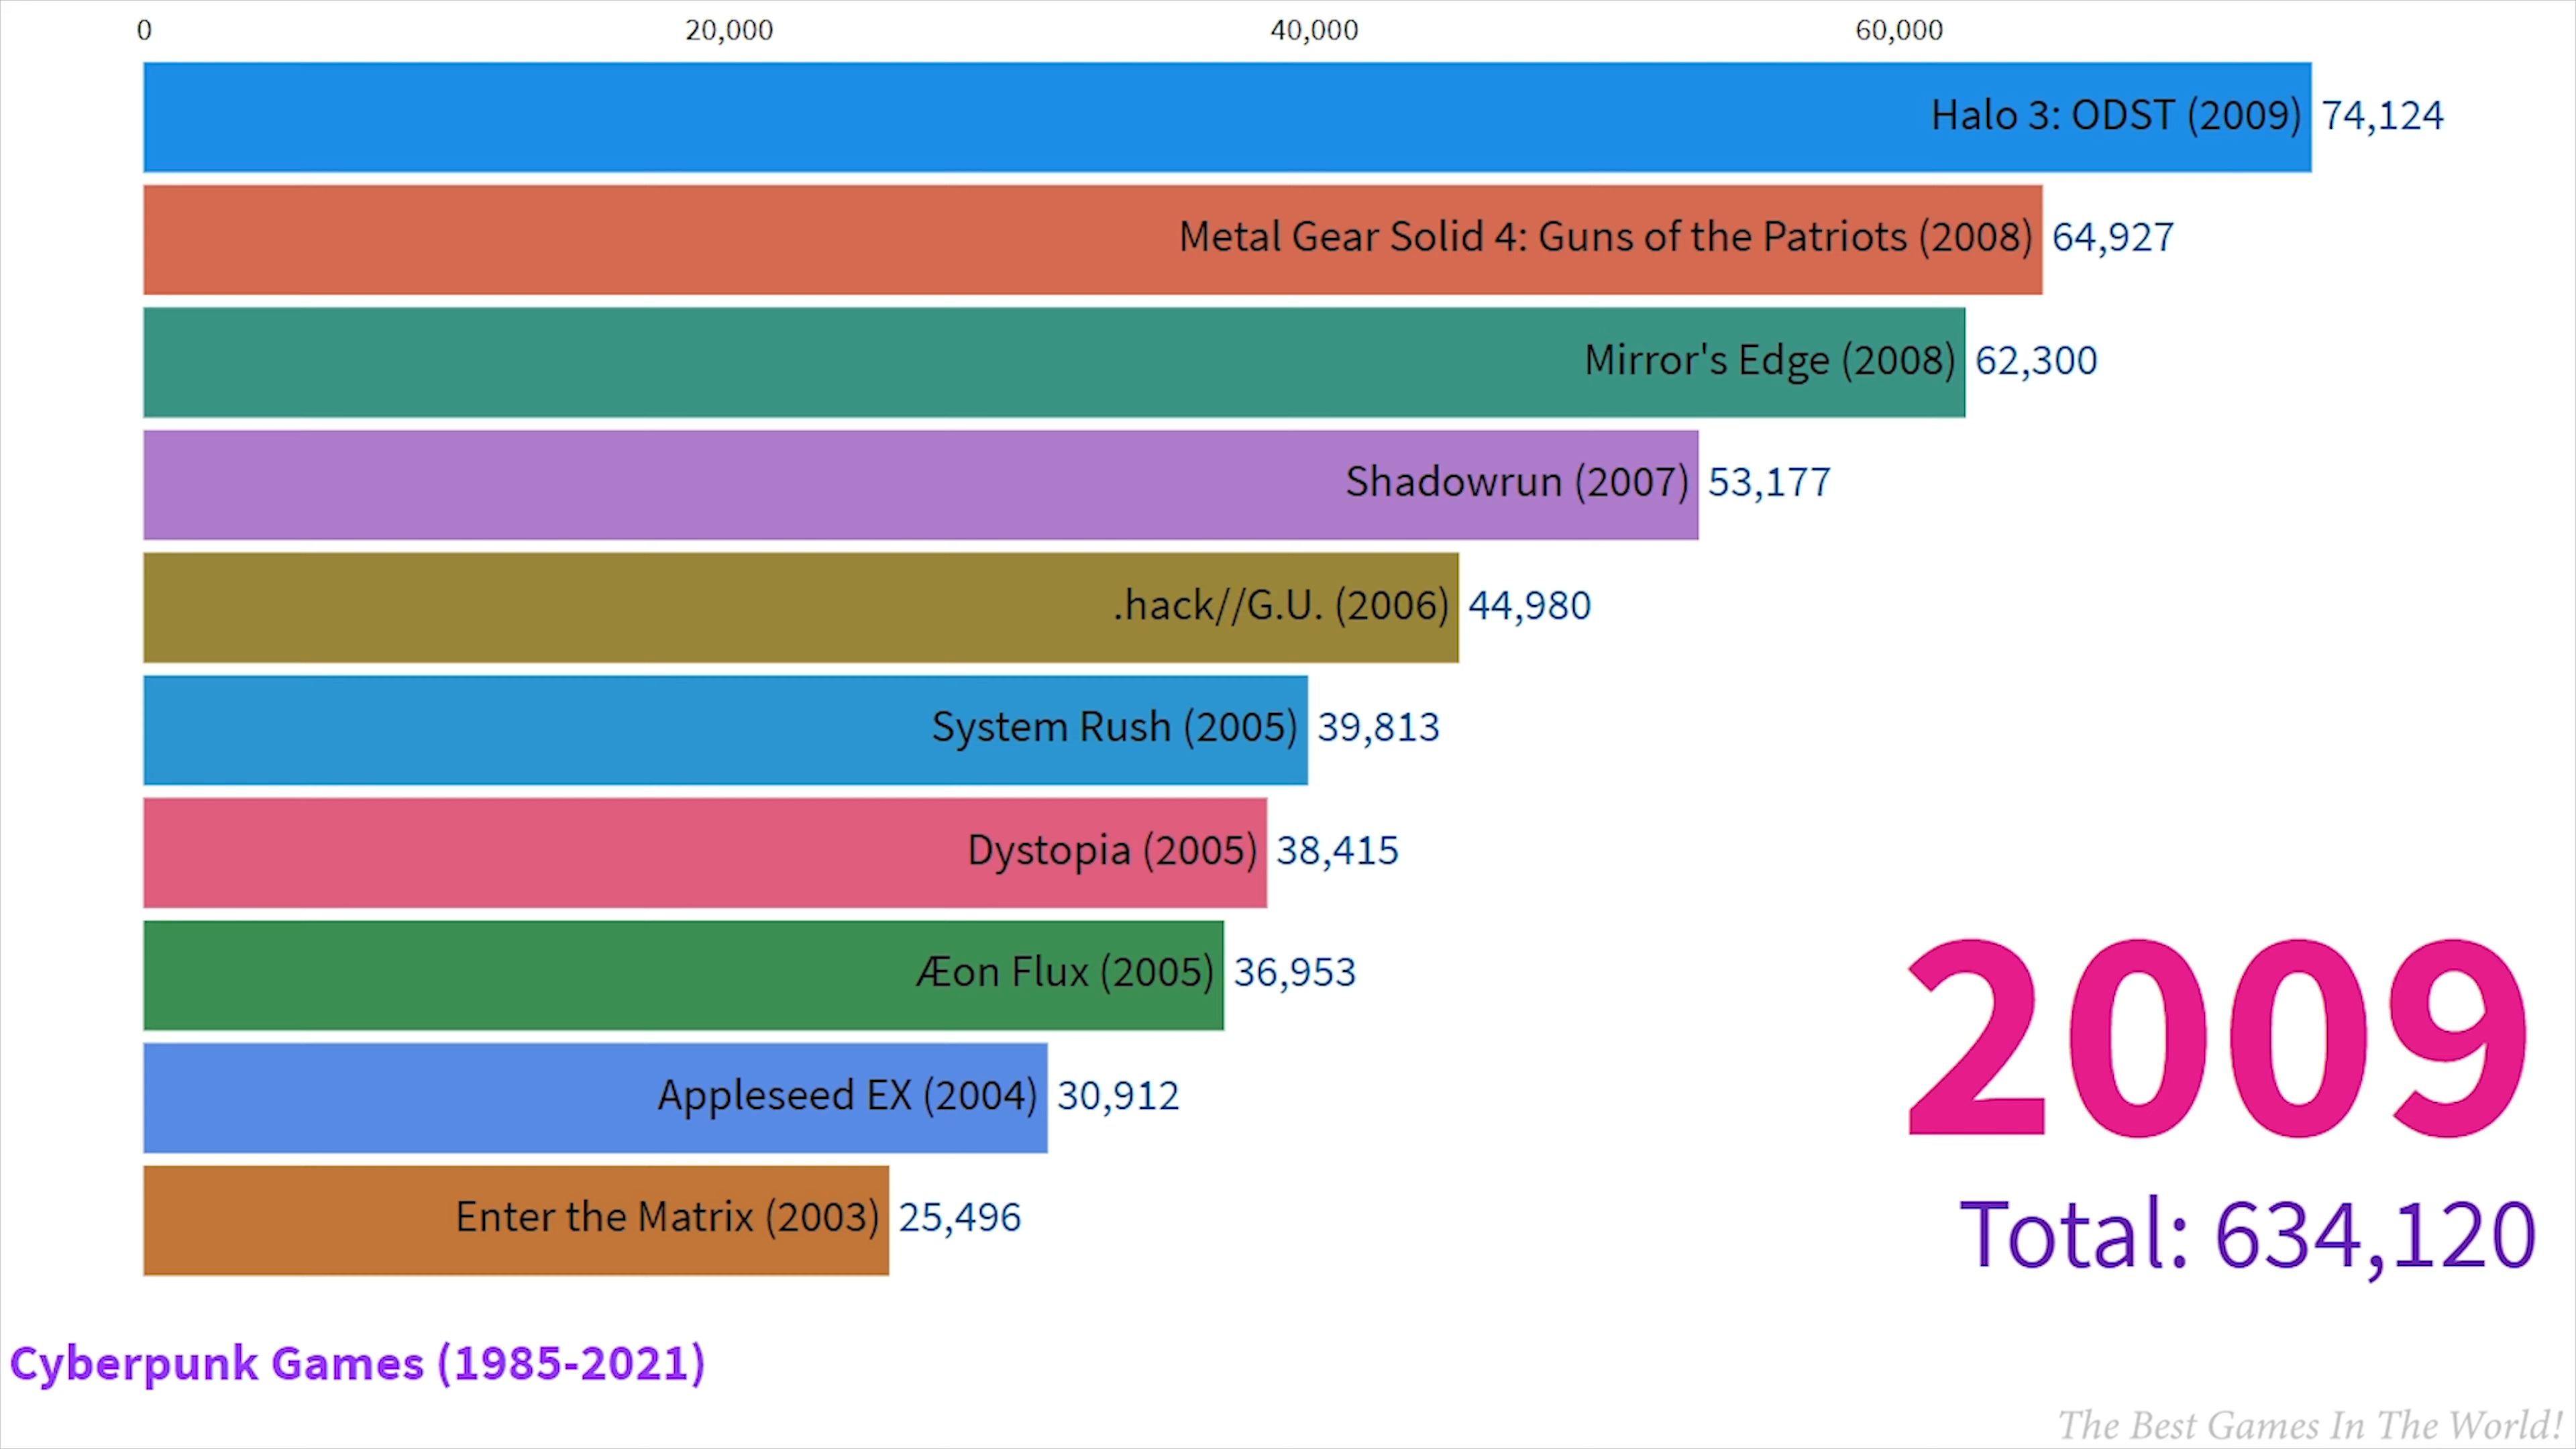 0 20,000 40,000 60,000
Halo 3: ODST (2009) 74,124
Metal Gear Solid 4: Guns of the Patriots (2008) 64,927
Mirror's Edge (2008) 62,300
Shadowrun (2007) 53,177
.hack//G.U. (2006) 44,980
System Rush (2005) 39,813
Dystopia (2005) 38,415
Æon Flux (2005) 36,953
Appleseed EX (2004) 30,912
Enter the Matrix (2003) 25,496
2009
Total: 634,120
Cyberpunk Games (1985-2021)
The Best Games In The World!